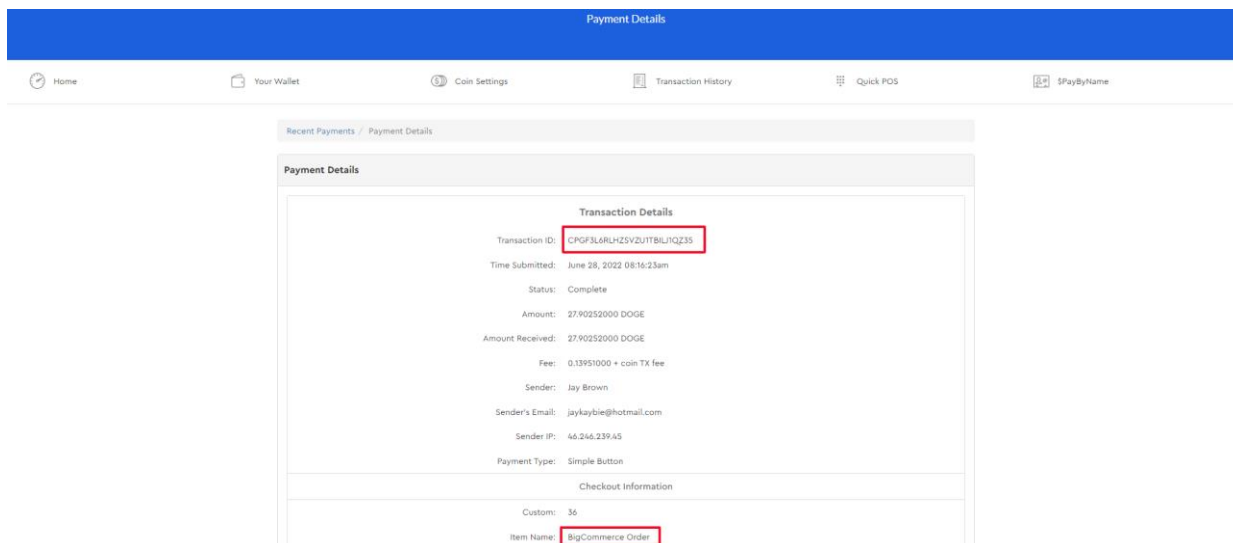 Payment Details
Home Your Wallet Coin Settings Transaction History Quick POS $PayByName
Recent Payments / Payment Details
Payment Details
Transaction Details
Transaction ID: CPGF3L6RLHZSVZU1TBILJ1QZ3S
Time Submitted: June 28, 2022 08:16:23am
Status: Complete
Amount: 27.90252000 DOGE
Amount Received: 27.90252000 DOGE
Fee: 0.13951000 + coin TX fee
Sender: Jay Brown
Sender's Email: jaykaybie@hotmail.com
Sender IP: 46.246.239.45
Payment Type: Simple Button
Checkout Information
Custom: 36
Item Name: BigCommerce Order